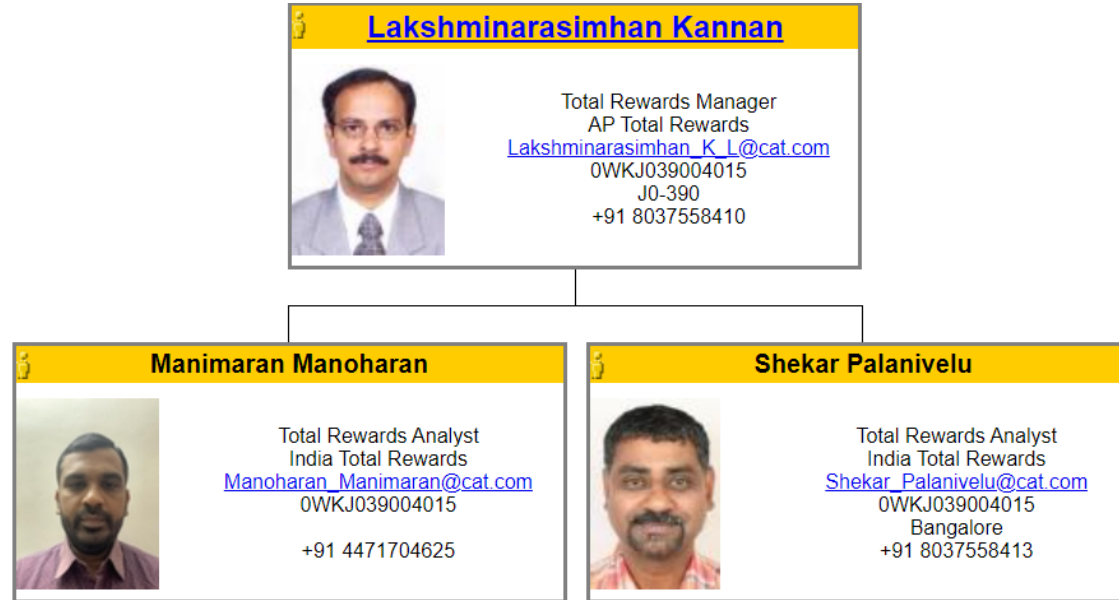 Lakshminarasimhan Kannan
Total Rewards Manager
AP Total Rewards
Lakshminarasimhan_K_L@cat.com
0WKJ039004015
J0-390
+91 8037558410
Manimaran Manoharan
Total Rewards Analyst
India Total Rewards
Manoharan_Manimaran@cat.com
0WKJ039004015
+91 4471704625
Shekar Palanivelu
Total Rewards Analyst
India Total Rewards
Shekar_Palanivelu@cat.com
0WKJ039004015
Bangalore
+91 8037558413